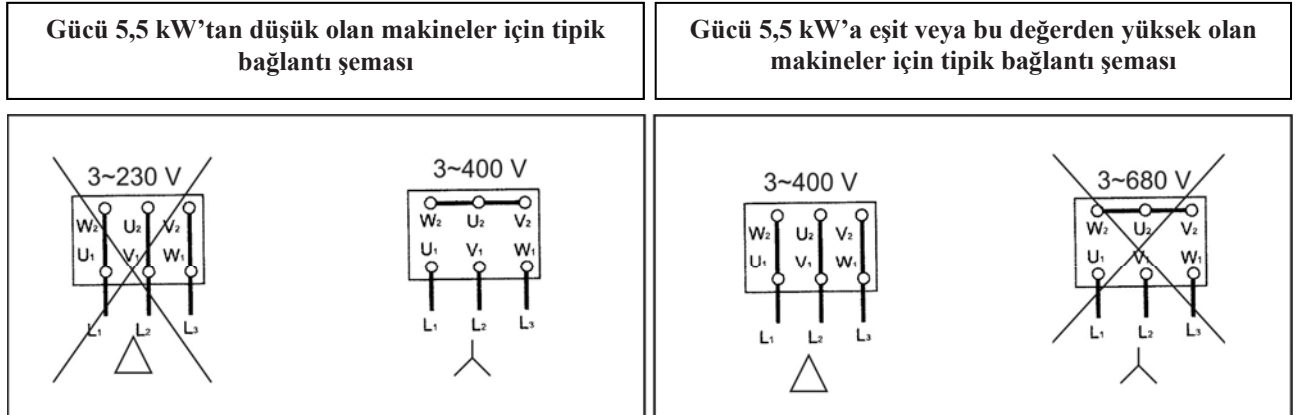 Gücü 5,5 kW’tan düşük olan makineler için tipik
bağlantı şeması
Gücü 5,5 kW’a eşit veya bu değerden yüksek olan
makineler için tipik bağlantı şeması
3~230 V
W₂ U₂ V₂
U₁ V₁ W₁
L₁ L₂ L₃
3~400 V
W₂ U₂ V₂
U₁ V₁ W₁
L₁ L₂ L₃
3~400 V
W₂ U₂ V₂
U₁ V₁ W₁
L₁ L₂ L₃
3~680 V
W₂ U₂ V₂
U₁ V₁ W₁
L₁ L₂ L₃